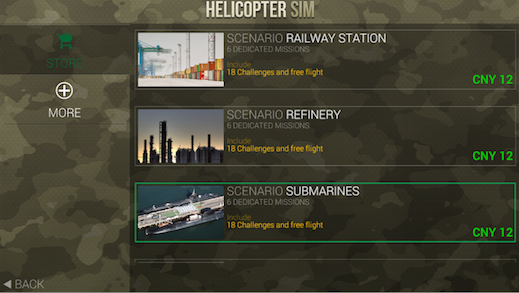 HELICOPTER SIM
STORE
MORE
SCENARIO RAILWAY STATION
6 DEDICATED MISSIONS
Include
18 Challenges and free flight
CNY 12
SCENARIO REFINERY
6 DEDICATED MISSIONS
Include
18 Challenges and free flight
CNY 12
SCENARIO SUBMARINES
6 DEDICATED MISSIONS
Include
18 Challenges and free flight
CNY 12
BACK